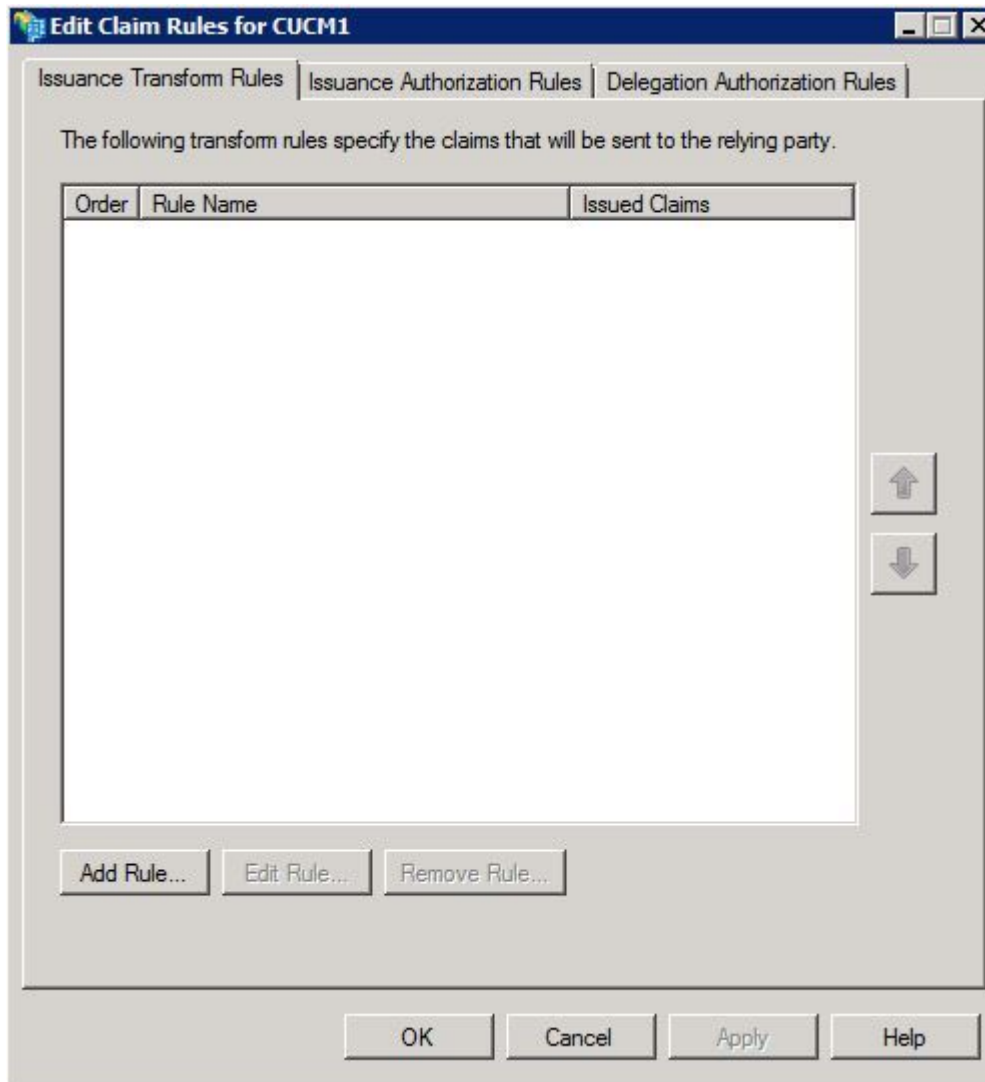 Edit Claim Rules for CUCM1
Issuance Transform Rules Issuance Authorization Rules Delegation Authorization Rules
The following transform rules specify the claims that will be sent to the relying party.
Order Rule Name Issued Claims
Add Rule... Edit Rule... Remove Rule...
OK Cancel Apply Help